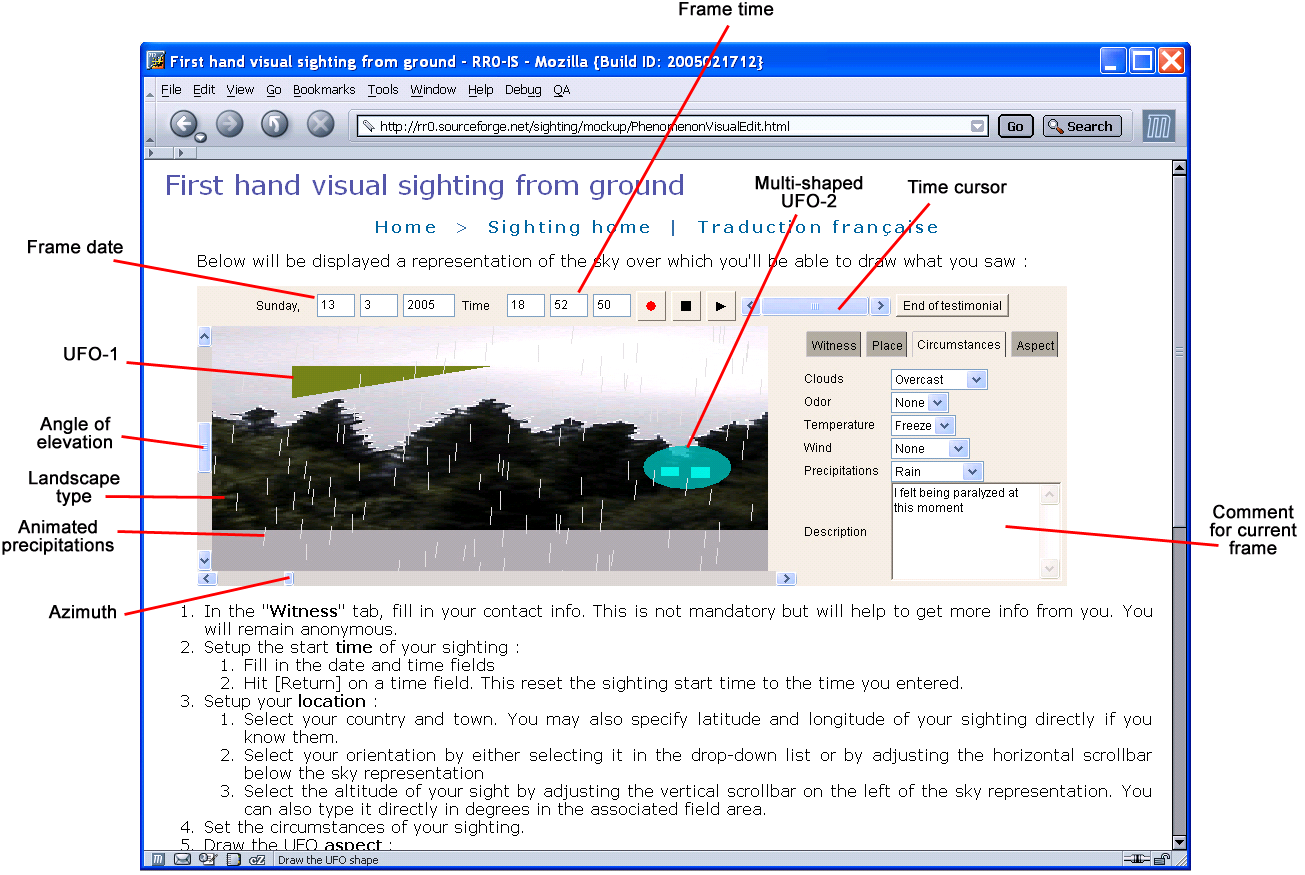 Frame time
First hand visual sighting from ground - RR0-IS - Mozilla {Build ID: 2005021712}
File Edit View Go Bookmarks Tools Window Help Debug QA
http://rr0.sourceforge.net/sighting/mockup/PhenomenonVisualEdit.html
Go
Search
First hand visual sighting from ground
Multi-shaped
UFO-2
Time cursor
Home > Sighting home | Traduction française
Frame date
Below will be displayed a representation of the sky over which you'll be able to draw what you saw :
Sunday, 13 3 2005 Time 18 52 50 End of testimonial
UFO-1
Witness Place Circumstances Aspect
Clouds Overcast
Odor None
Temperature Freeze
Wind None
Precipitations Rain
Description
I felt being paralyzed at
this moment
Angle of
elevation
Landscape
type
Animated
precipitations
Comment
for current
frame
Azimuth
1. In the "Witness" tab, fill in your contact info. This is not mandatory but will help to get more info from you. You
will remain anonymous.
2. Setup the start time of your sighting :
1. Fill in the date and time fields
2. Hit [Return] on a time field. This reset the sighting start time to the time you entered.
3. Setup your location :
1. Select your country and town. You may also specify latitude and longitude of your sighting directly if you
know them.
2. Select your orientation by either selecting it in the drop-down list or by adjusting the horizontal scrollbar
below the sky representation
3. Select the altitude of your sight by adjusting the vertical scrollbar on the left of the sky representation. You
can also type it directly in degrees in the associated field area.
4. Set the circumstances of your sighting.
5. Draw the UFO aspect :
Draw the UFO shape